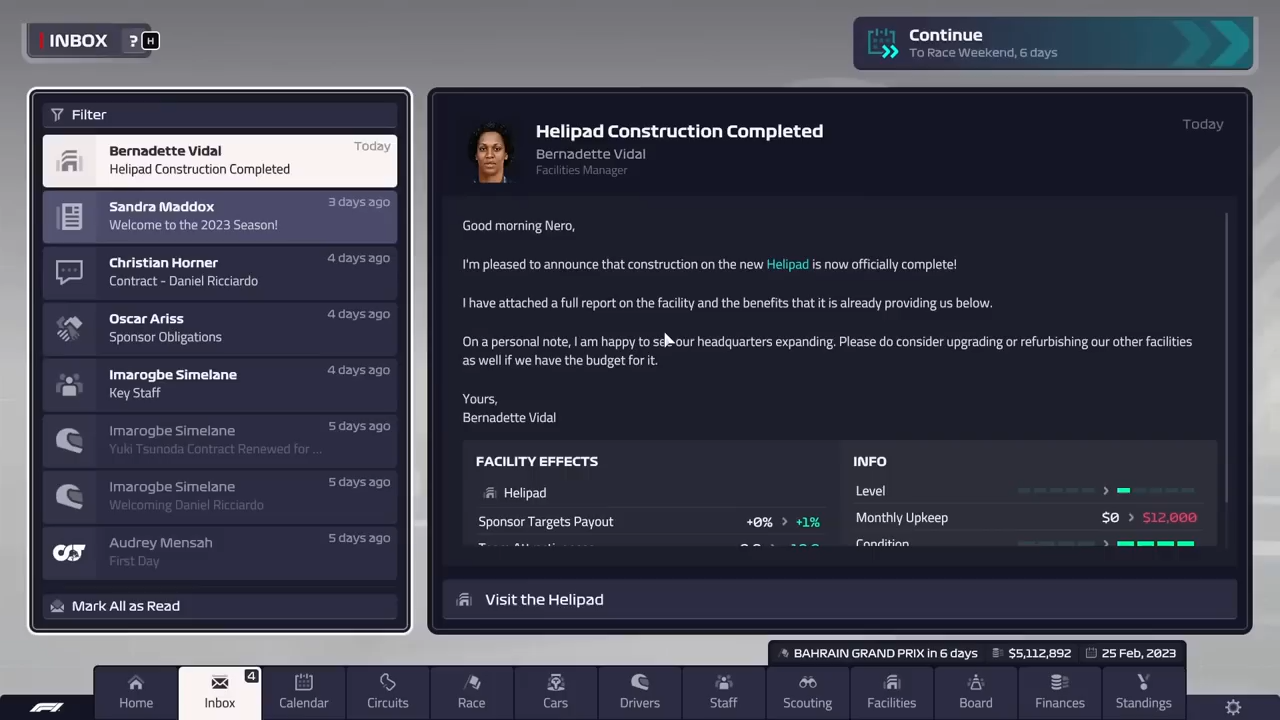 INBOX
? H
Continue
To Race Weekend, 6 days
Filter
Bernadette Vidal
Today
Helipad Construction Completed
Sandra Maddox
3 days ago
Welcome to the 2023 Season!
Christian Horner
4 days ago
Contract - Daniel Ricciardo
Oscar Ariss
4 days ago
Sponsor Obligations
Imarogbe Simelane
4 days ago
Key Staff
Imarogbe Simelane
5 days ago
Yuki Tsunoda Contract Renewed for ...
Imarogbe Simelane
5 days ago
Welcoming Daniel Ricciardo
Audrey Mensah
5 days ago
First Day
Mark All as Read
Helipad Construction Completed
Today
Bernadette Vidal
Facilities Manager
Good morning Nero,
I'm pleased to announce that construction on the new Helipad is now officially complete!
I have attached a full report on the facility and the benefits that it is already providing us below.
On a personal note, I am happy to see our headquarters expanding. Please do consider upgrading or refurbishing our other facilities
as well if we have the budget for it.
Yours,
Bernadette Vidal
FACILITY EFFECTS
Helipad
Sponsor Targets Payout
+0% > +1%
INFO
Level
Monthly Upkeep
$0 > $12,000
Condition
Visit the Helipad
BAHRAIN GRAND PRIX in 6 days
$5,112,892
25 Feb, 2023
Home
Inbox
4
Calendar
Circuits
Race
Cars
Drivers
Staff
Scouting
Facilities
Board
Finances
Standings